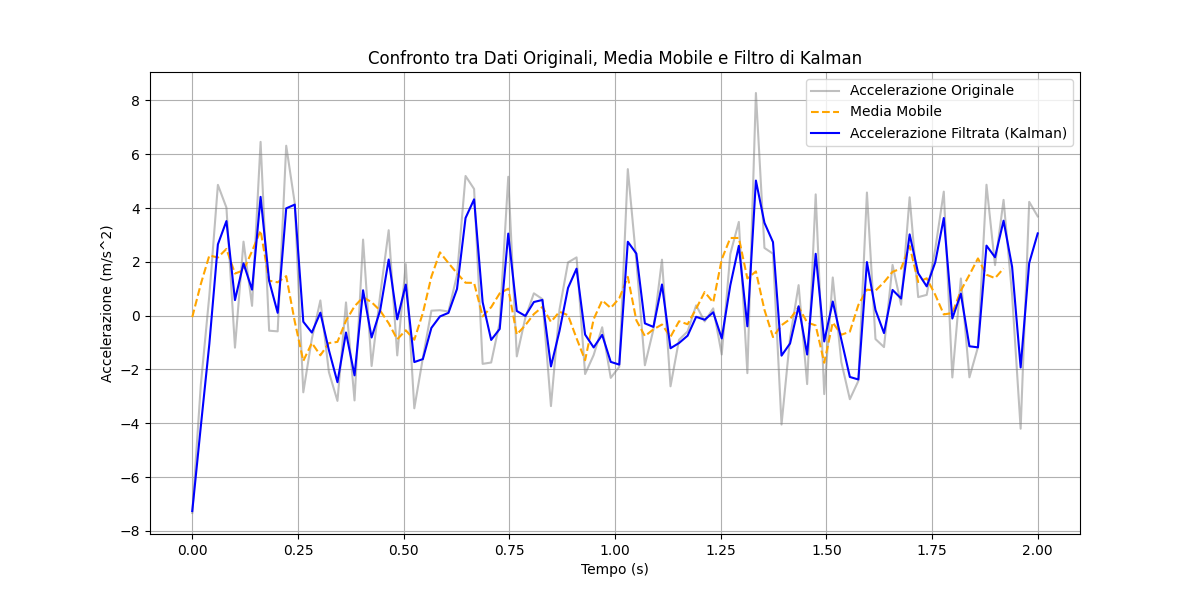 Confronto tra Dati Originali, Media Mobile e Filtro di Kalman
Accelerazione Originale
Media Mobile
Accelerazione Filtrata (Kalman)
Accelerazione (m/s^2)
8
6
4
2
0
−2
−4
−6
−8
0.00 0.25 0.50 0.75 1.00 1.25 1.50 1.75 2.00
Tempo (s)